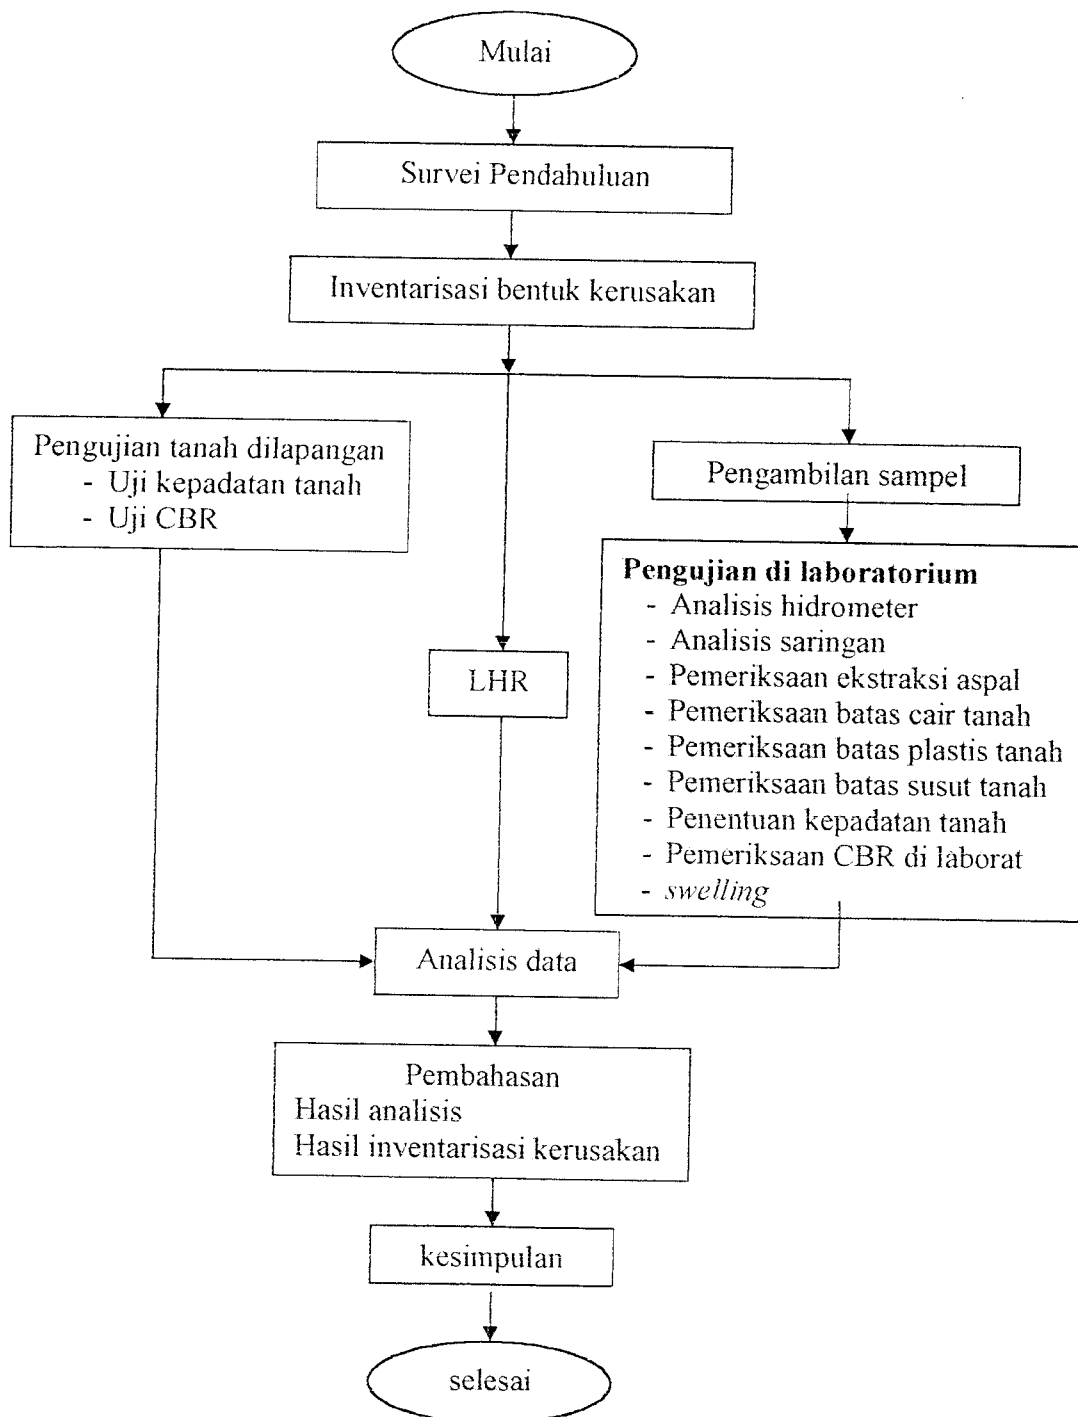 Mulai
Survei Pendahuluan
Inventarisasi bentuk kerusakan
Pengujian tanah dilapangan
- Uji kepadatan tanah
- Uji CBR
LHR
Pengambilan sampel
Pengujian di laboratorium
- Analisis hidrometer
- Analisis saringan
- Pemeriksaan ekstraksi aspal
- Pemeriksaan batas cair tanah
- Pemeriksaan batas plastis tanah
- Pemeriksaan batas susut tanah
- Penentuan kepadatan tanah
- Pemeriksaan CBR di laborat
- swelling
Analisis data
Pembahasan
Hasil analisis
Hasil inventarisasi kerusakan
kesimpulan
selesai